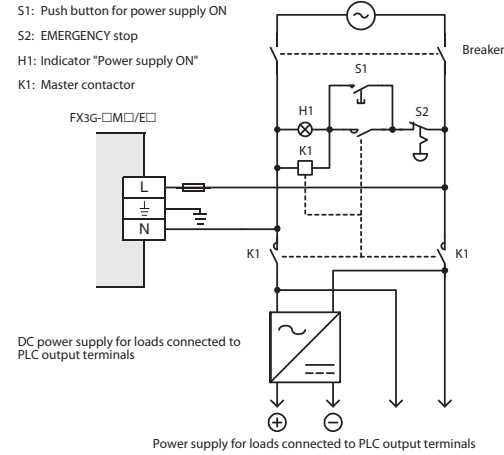 S1: Push button for power supply ON
S2: EMERGENCY stop
H1: Indicator "Power supply ON"
K1: Master contactor
FX3G-□M□/E□
Breaker
S1
H1
S2
K1
L
N
K1
K1
DC power supply for loads connected to
PLC output terminals
Power supply for loads connected to PLC output terminals